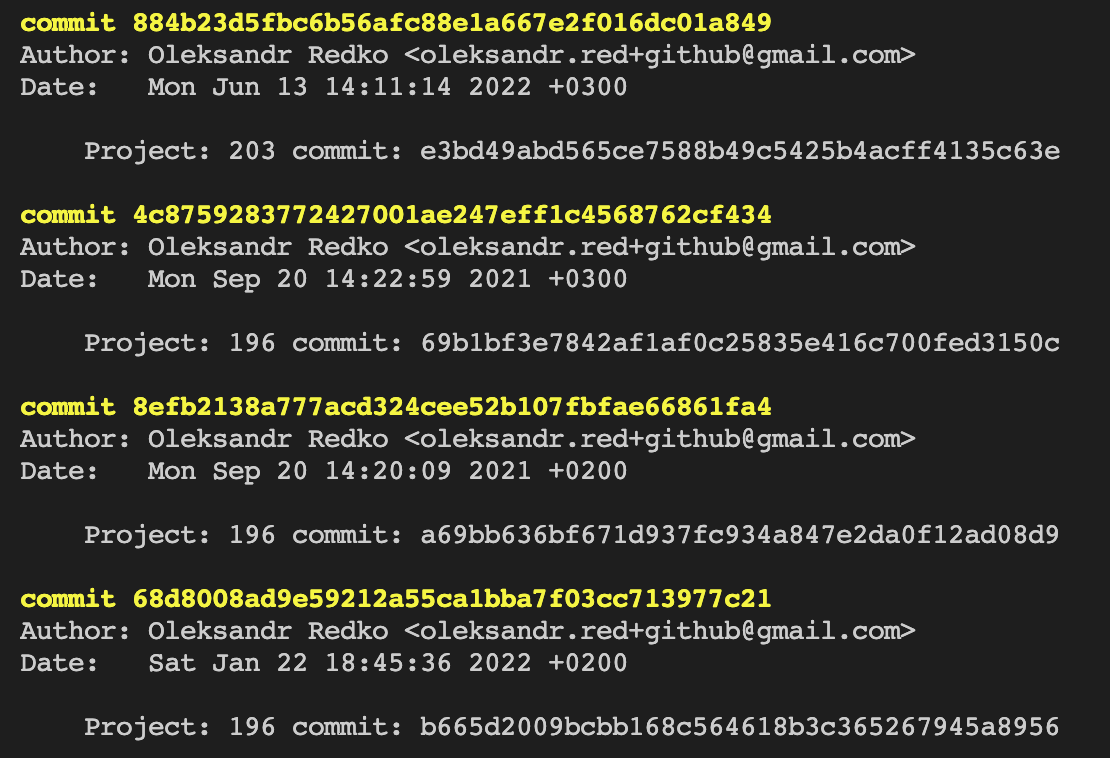 commit 884b23d5fbc6b56afc88e1a667e2f016dc01a849
Author: Oleksandr Redko <oleksandr.red+github@gmail.com>
Date:   Mon Jun 13 14:11:14 2022 +0300
    Project: 203 commit: e3bd49abd565ce7588b49c5425b4acff4135c63e
commit 4c8759283772427001ae247eff1c4568762cf434
Author: Oleksandr Redko <oleksandr.red+github@gmail.com>
Date:   Mon Sep 20 14:22:59 2021 +0300
    Project: 196 commit: 69b1bf3e7842af1af0c25835e416c700fed3150c
commit 8efb2138a777acd324cee52b107fbfae66861fa4
Author: Oleksandr Redko <oleksandr.red+github@gmail.com>
Date:   Mon Sep 20 14:20:09 2021 +0200
    Project: 196 commit: a69bb636bf671d937fc934a847e2da0f12ad08d9
commit 68d8008ad9e59212a55ca1bba7f03cc713977c21
Author: Oleksandr Redko <oleksandr.red+github@gmail.com>
Date:   Sat Jan 22 18:45:36 2022 +0200
    Project: 196 commit: b665d2009bcbb168c564618b3c365267945a8956